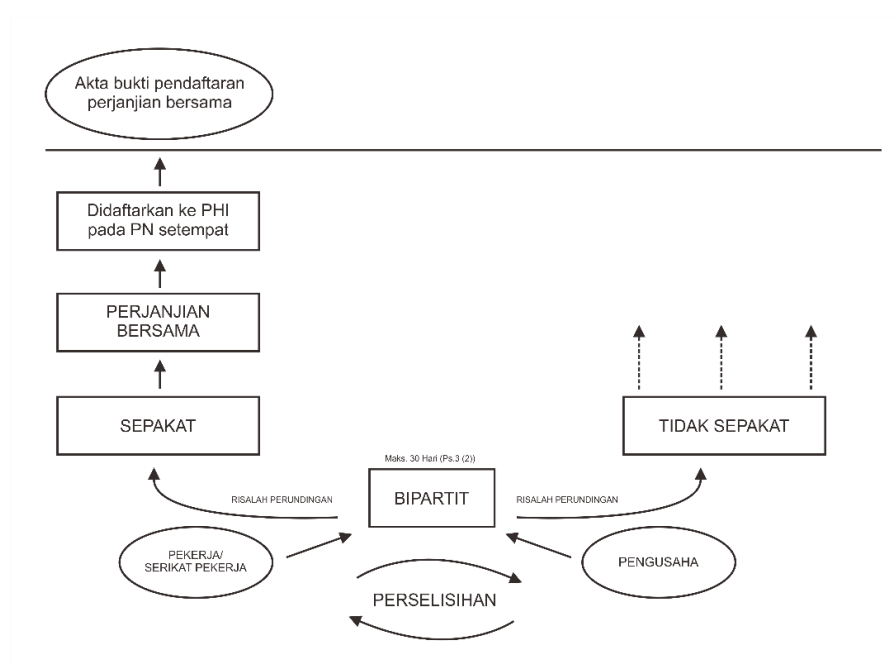 Akta bukti pendaftaran
perjanjian bersama
Didaftarkan ke PHI
pada PN setempat
PERJANJIAN
BERSAMA
SEPAKAT
TIDAK SEPAKAT
Maks. 30 Hari (Ps.3 (2))
BIPARTIT
RISALAH PERUNDINGAN
RISALAH PERUNDINGAN
PEKERJA/
SERIKAT PEKERJA
PENGUSAHA
PERSELISIHAN